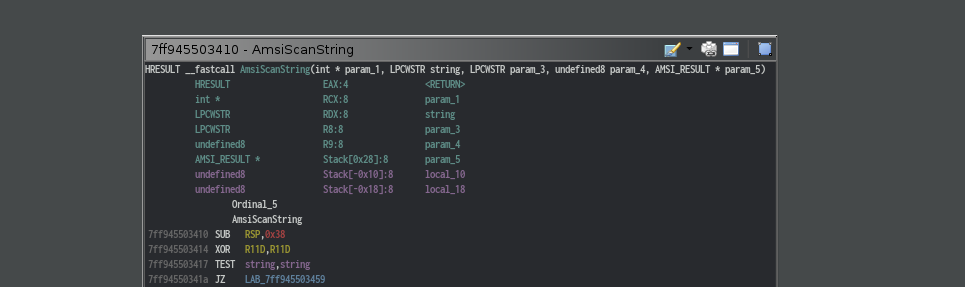 7ff945503410 - AmsiScanString
HRESULT __fastcall AmsiScanString(int * param_1, LPCWSTR string, LPCWSTR param_3, undefined8 param_4, AMSI_RESULT * param_5)
HRESULT EAX:4 <RETURN>
int * RCX:8 param_1
LPCWSTR RDX:8 string
LPCWSTR R8:8 param_3
undefined8 R9:8 param_4
AMSI_RESULT * Stack[0x28]:8 param_5
undefined8 Stack[-0x10]:8 local_10
undefined8 Stack[-0x18]:8 local_18
Ordinal_5
AmsiScanString
7ff945503410 SUB RSP,0x38
7ff945503414 XOR R11D,R11D
7ff945503417 TEST string,string
7ff94550341a JZ LAB_7ff945503459